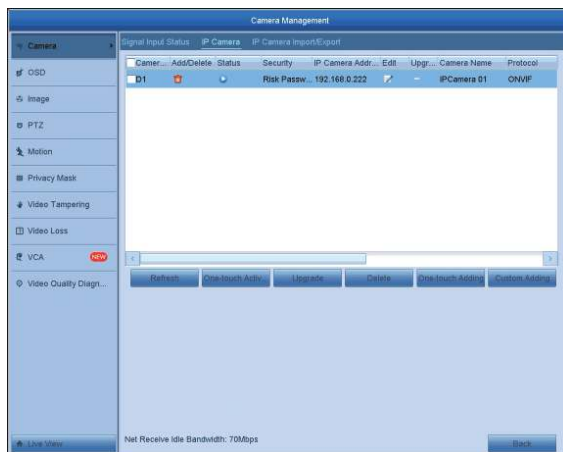 Camera Management
Camera
OSD
Image
PTZ
Motion
Privacy Mask
Video Tampering
Video Loss
VCA NEW
Video Quality Diagn...
Live View
Signal Input Status IP Camera IP Camera Import/Export
Camer... Add/Delete Status Security IP Camera Addr... Edit Upgr... Camera Name Protocol
D1 Risk Passw... 192.168.0.222 IPCamera 01 ONVIF
Refresh One-touch Activ... Upgrade Delete One-touch Adding Custom Adding
Net Receive Idle Bandwidth: 70Mbps
Back